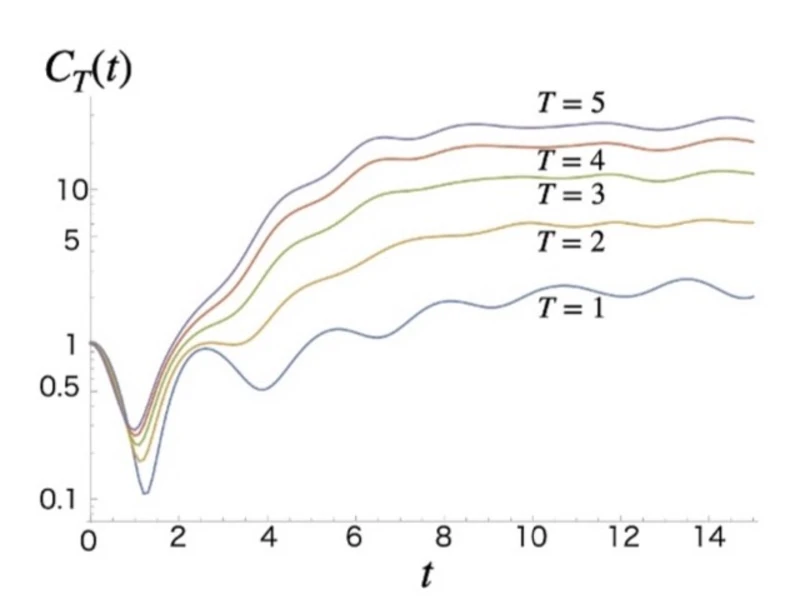 C_T(t)
T = 5
T = 4
T = 3
T = 2
T = 1
10
5
1
0.5
0.1
0 2 4 6 8 10 12 14
t